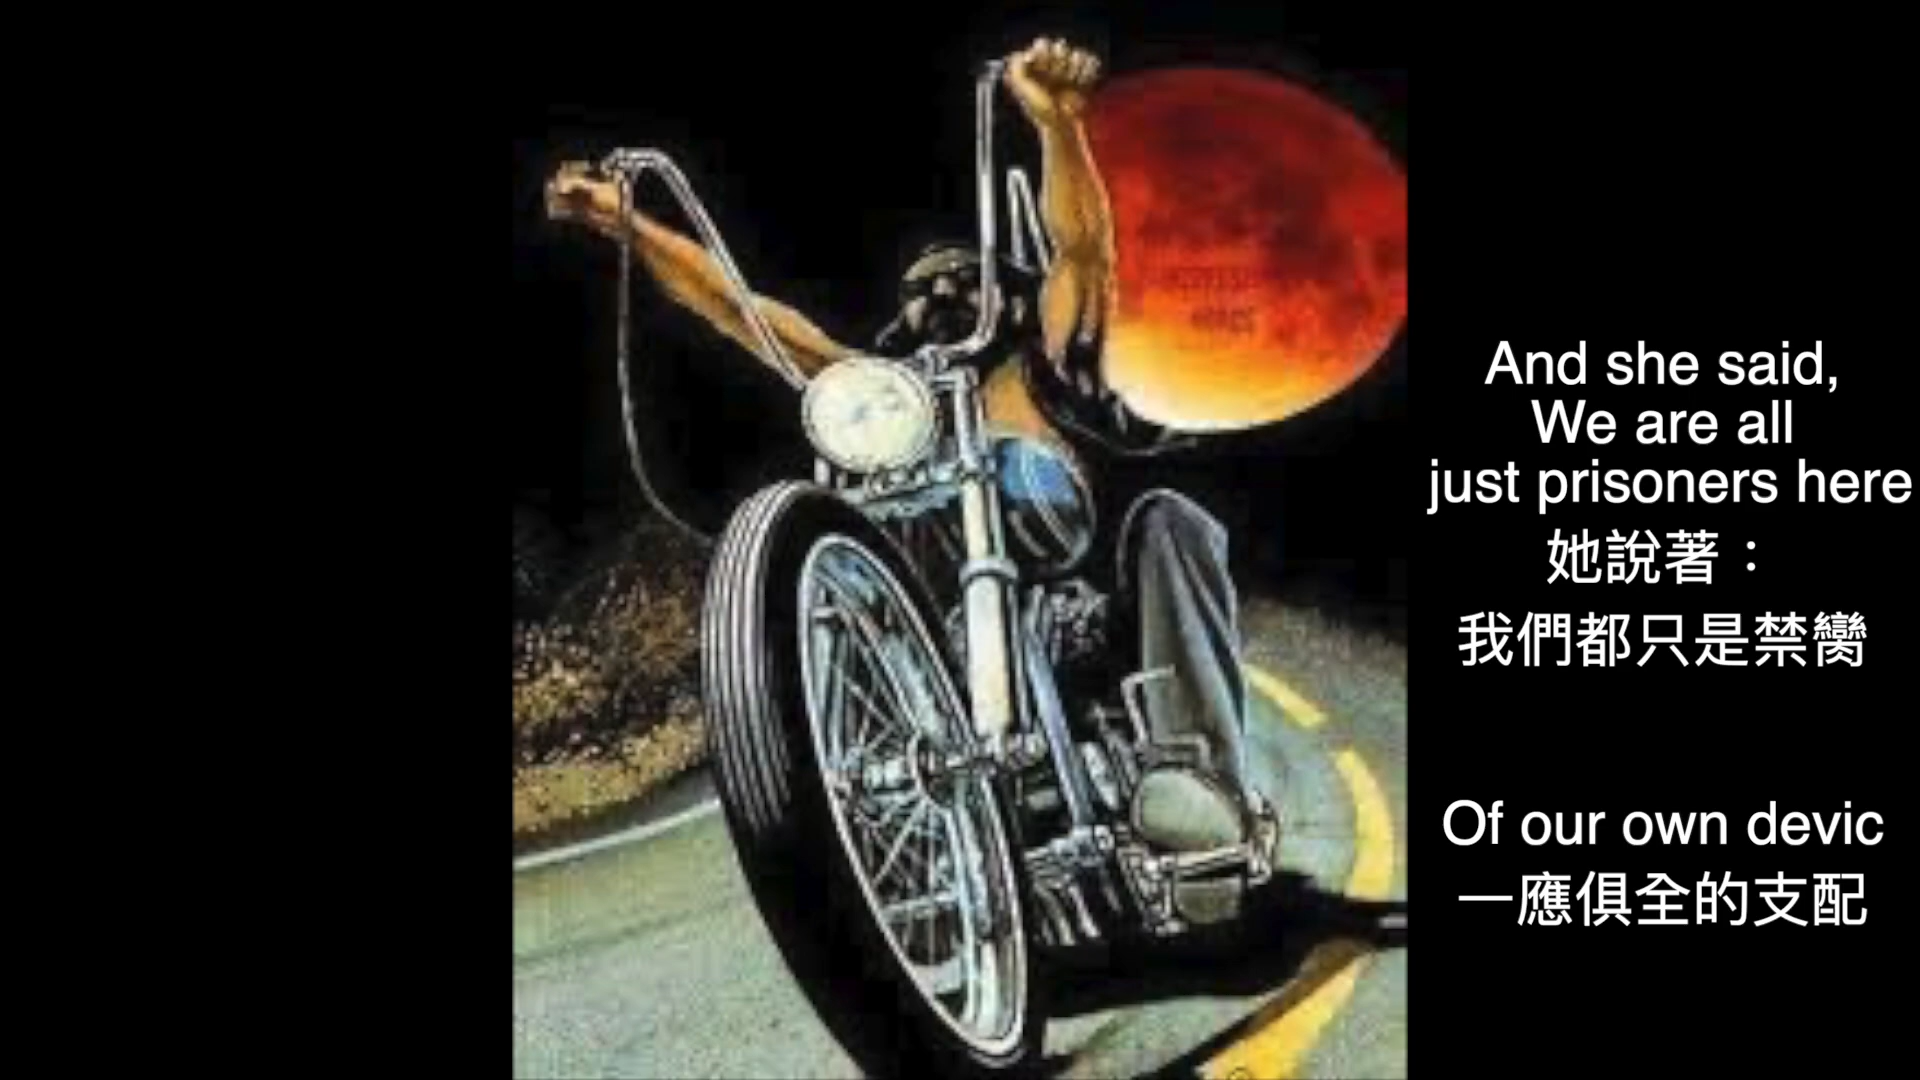 And she said,
We are all
just prisoners here
她說著：
我們都只是禁臠
Of our own devic
一應俱全的支配